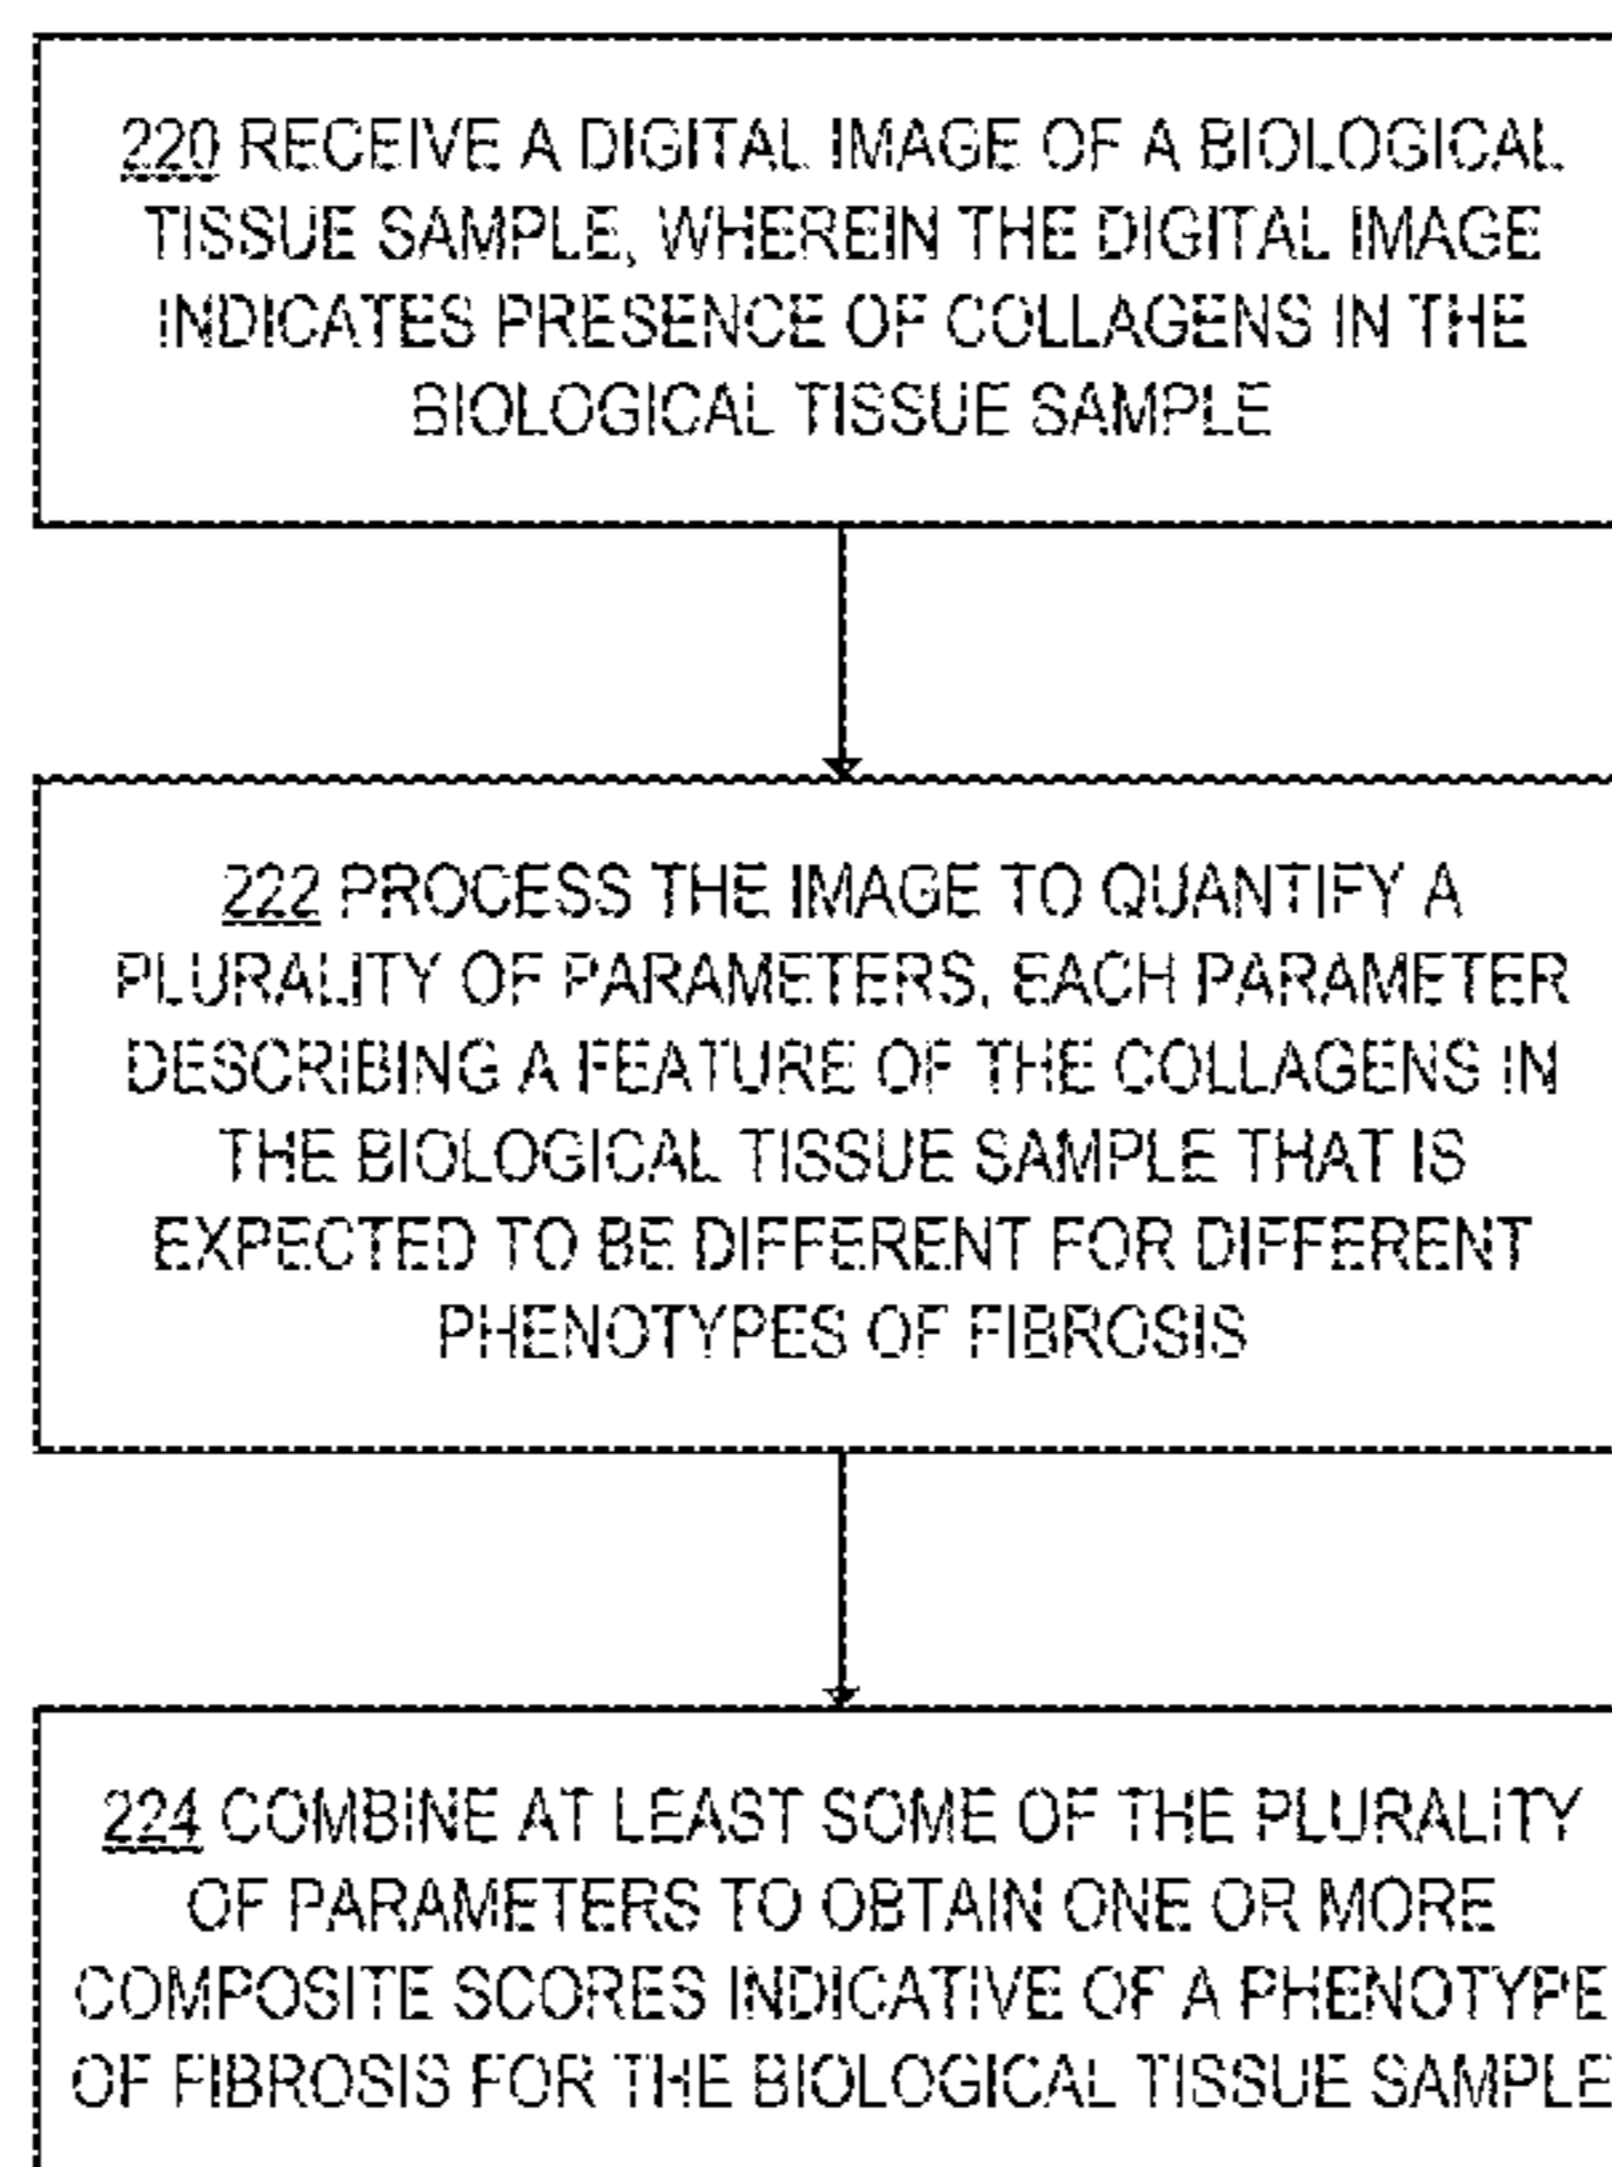 220 RECEIVE A DIGITAL IMAGE OF A BIOLOGICAL
TISSUE SAMPLE, WHEREIN THE DIGITAL IMAGE
INDICATES PRESENCE OF COLLAGENS IN THE
BIOLOGICAL TISSUE SAMPLE
222 PROCESS THE IMAGE TO QUANTIFY A
PLURALITY OF PARAMETERS, EACH PARAMETER
DESCRIBING A FEATURE OF THE COLLAGENS IN
THE BIOLOGICAL TISSUE SAMPLE THAT IS
EXPECTED TO BE DIFFERENT FOR DIFFERENT
PHENOTYPES OF FIBROSIS
224 COMBINE AT LEAST SOME OF THE PLURALITY
OF PARAMETERS TO OBTAIN ONE OR MORE
COMPOSITE SCORES INDICATIVE OF A PHENOTYPE
OF FIBROSIS FOR THE BIOLOGICAL TISSUE SAMPLE